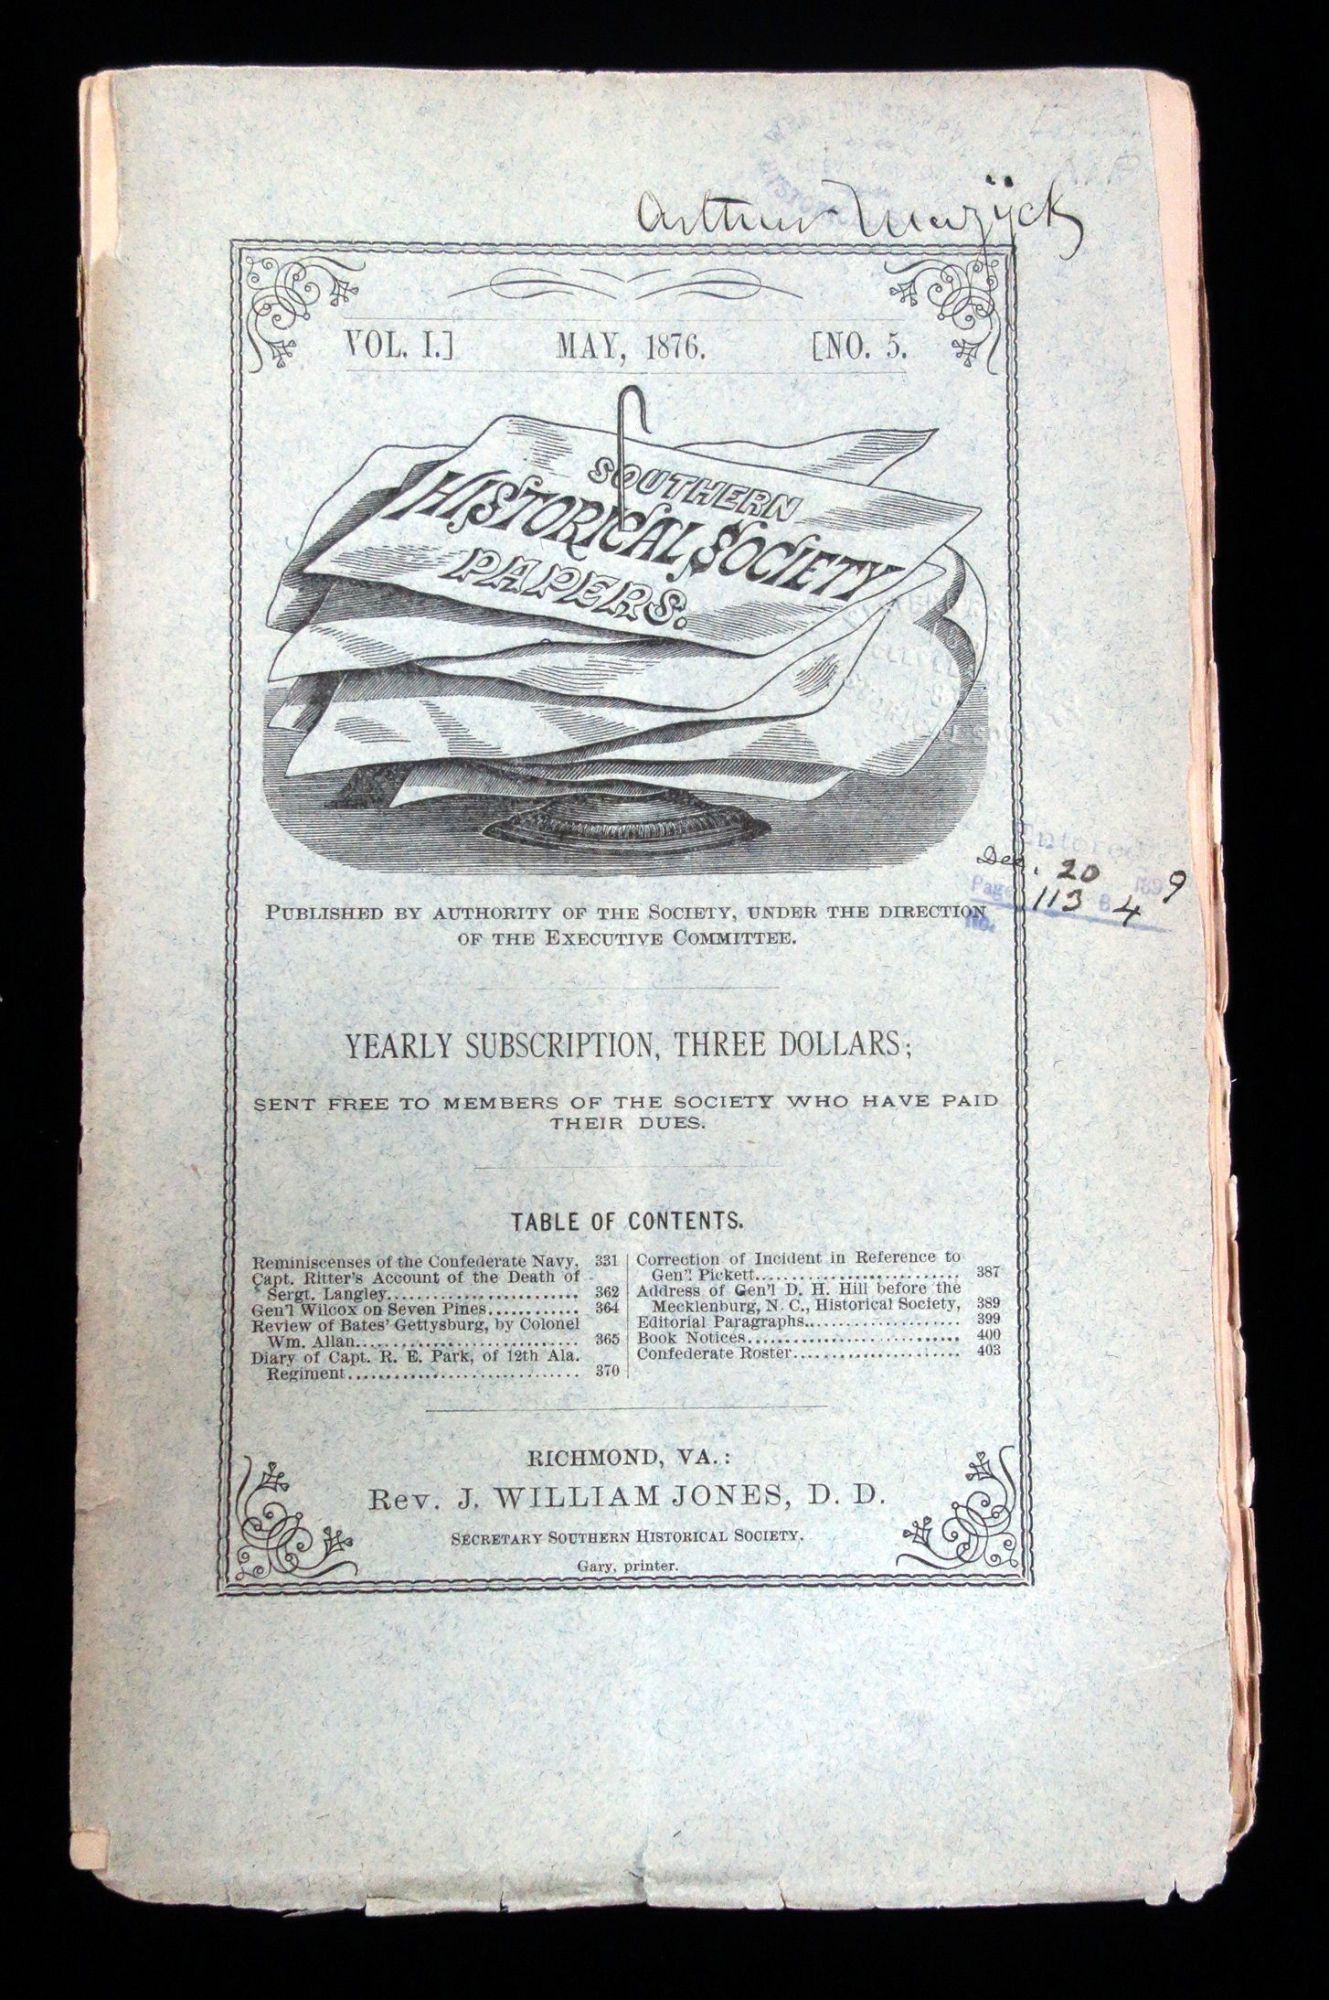 Arthur Mazÿck
VOL. I.] MAY, 1876. [NO. 5.
SOUTHERN
HISTORICAL SOCIETY
PAPERS.
Entered
Dec. 20 1899
Page 113 B 4
No.
PUBLISHED BY AUTHORITY OF THE SOCIETY, UNDER THE DIRECTION
OF THE EXECUTIVE COMMITTEE.
YEARLY SUBSCRIPTION, THREE DOLLARS;
SENT FREE TO MEMBERS OF THE SOCIETY WHO HAVE PAID
THEIR DUES.
TABLE OF CONTENTS.
Reminiscenses of the Confederate Navy, 331
Capt. Ritter's Account of the Death of
Sergt. Langley........................ 362
Gen'l Wilcox on Seven Pines............ 364
Review of Bates' Gettysburg, by Colonel
Wm. Allan............................. 365
Diary of Capt. R. E. Park, of 12th Ala.
Regiment.............................. 370
Correction of Incident in Reference to
Gen'l Pickett........................... 387
Address of Gen'l D. H. Hill before the
Mecklenburg, N. C., Historical Society, 389
Editorial Paragraphs.................... 399
Book Notices............................ 400
Confederate Roster...................... 403
RICHMOND, VA.:
Rev. J. WILLIAM JONES, D. D.
SECRETARY SOUTHERN HISTORICAL SOCIETY.
Gary, printer.